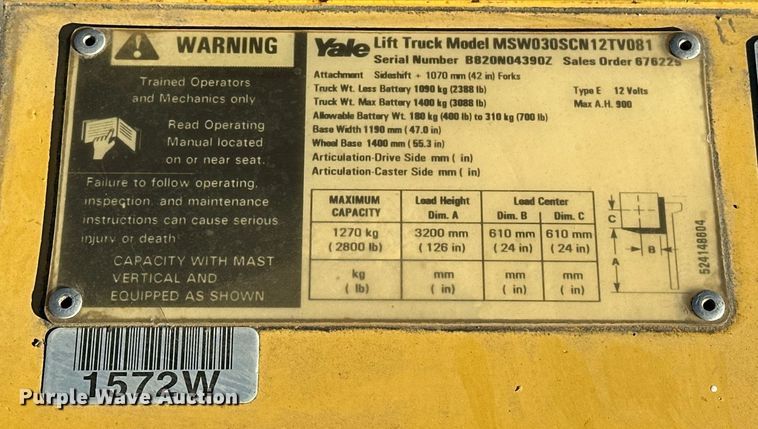 WARNING
Trained Operators
and Mechanics only
Read Operating
Manual located
on or near seat.
Failure to follow operating,
inspection, and maintenance
instructions can cause serious
injury or death
CAPACITY WITH MAST
VERTICAL AND
EQUIPPED AS SHOWN
Yale Lift Truck Model MSW030SCN12TV081
Serial Number B820N04390Z Sales Order 676225
Attachment Sideshift + 1070 mm (42 in) Forks
Truck Wt. Less Battery 1090 kg (2388 lb) Type E 12 Volts
Truck Wt. Max Battery 1400 kg (3088 lb) Max A.H. 900
Allowable Battery Wt. 180 kg (400 lb) to 310 kg (700 lb)
Base Width 1190 mm (47.0 in)
Wheel Base 1400 mm (55.3 in)
Articulation-Drive Side mm ( in)
Articulation-Caster Side mm ( in)
MAXIMUM CAPACITY Load Height Dim. A Load Center Dim. B Dim. C
1270 kg 3200 mm 610 mm 610 mm
(2800 lb) (126 in) (24 in) (24 in)
kg mm mm mm
( lb) ( in) ( in) ( in)
C
B
A
524148804
1572W
Purple Wave Auction